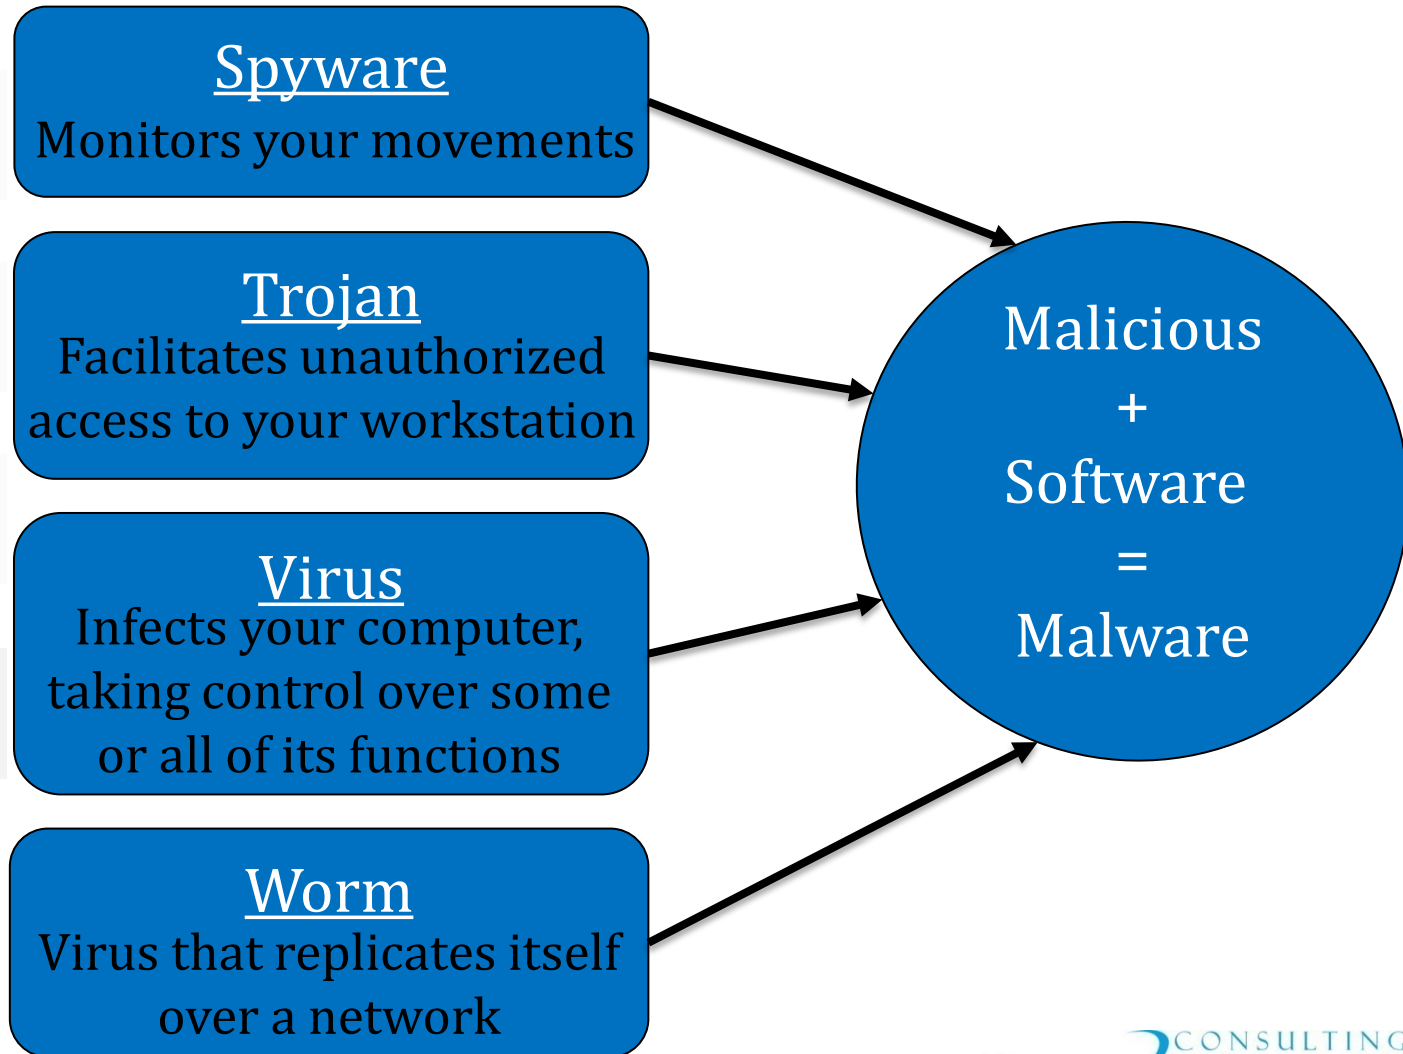 Spyware
Monitors your movements
Trojan
Facilitates unauthorized
access to your workstation
Virus
Infects your computer,
taking control over some
or all of its functions
Worm
Virus that replicates itself
over a network
Malicious
+
Software
=
Malware
CONSULTING